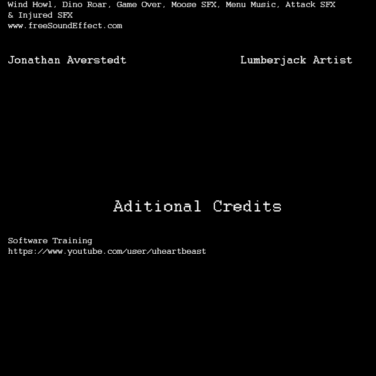 Wind Howl, Dino Roar, Game Over, Moose SFX, Menu Music, Attack SFX
& Injured SFX
www.freeSoundEffect.com
Jonathan Averstedt Lumberjack Artist
Aditional Credits
Software Training
https://www.youtube.com/user/uheartbeast